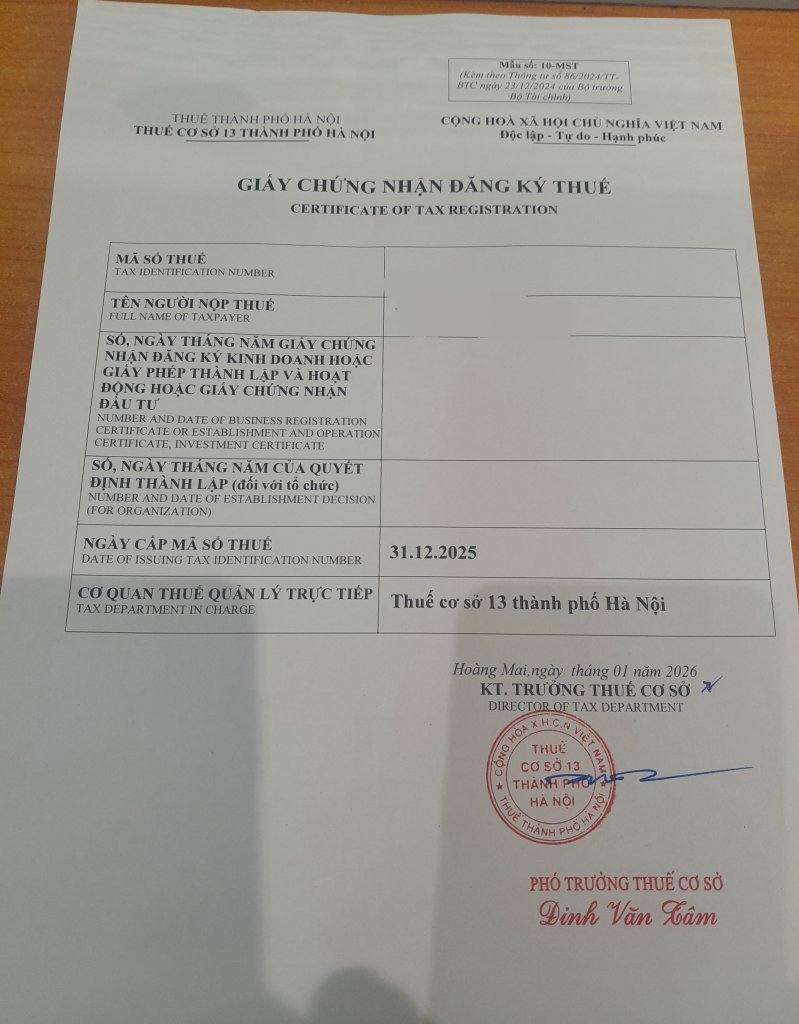 Mẫu số: 10-MST
(Kèm theo Thông tư số 86/2024/TT-
BTC ngày 23/12/2024 của Bộ trưởng
Bộ Tài chính)
THUẾ THÀNH PHỐ HÀ NỘI
THUẾ CƠ SỞ 13 THÀNH PHỐ HÀ NỘI
CỘNG HOÀ XÃ HỘI CHỦ NGHĨA VIỆT NAM
Độc lập - Tự do - Hạnh phúc
GIẤY CHỨNG NHẬN ĐĂNG KÝ THUẾ
CERTIFICATE OF TAX REGISTRATION
MÃ SỐ THUẾ
TAX IDENTIFICATION NUMBER
TÊN NGƯỜI NỘP THUẾ
FULL NAME OF TAXPAYER
SỐ, NGÀY THÁNG NĂM GIẤY CHỨNG
NHẬN ĐĂNG KÝ KINH DOANH HOẶC
GIẤY PHÉP THÀNH LẬP VÀ HOẠT
ĐỘNG HOẶC GIẤY CHỨNG NHẬN
ĐẦU TƯ
NUMBER AND DATE OF BUSINESS REGISTRATION
CERTIFICATE OR ESTABLISHMENT AND OPERATION
CERTIFICATE, INVESTMENT CERTIFICATE
SỐ, NGÀY THÁNG NĂM CỦA QUYẾT
ĐỊNH THÀNH LẬP (đối với tổ chức)
NUMBER AND DATE OF ESTABLISHMENT DECISION
(FOR ORGANIZATION)
NGÀY CẤP MÃ SỐ THUẾ
DATE OF ISSUING TAX IDENTIFICATION NUMBER
31.12.2025
CƠ QUAN THUẾ QUẢN LÝ TRỰC TIẾP
TAX DEPARTMENT IN CHARGE
Thuế cơ sở 13 thành phố Hà Nội
Hoàng Mai,ngày tháng 01 năm 2026
KT. TRƯỞNG THUẾ CƠ SỞ
DIRECTOR OF TAX DEPARTMENT
CỘNG HÒA X.H.C.N VIỆT NAM
THUẾ
CƠ SỞ 13
THÀNH PHỐ
HÀ NỘI
THUẾ THÀNH PHỐ HÀ NỘI
PHÓ TRƯỞNG THUẾ CƠ SỞ
Đinh Văn Tâm